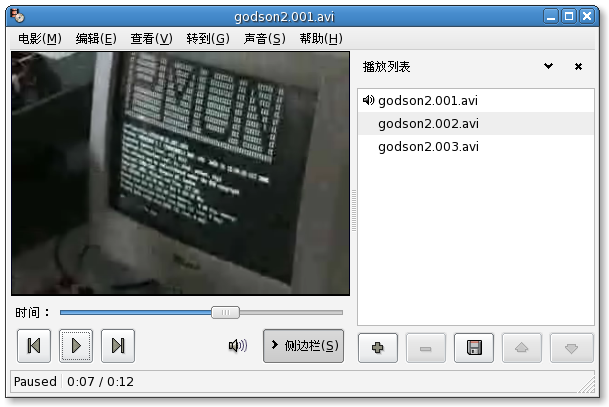 godson2.001.avi
电影(M) 编辑(E) 查看(V) 转到(G) 声音(S) 帮助(H)
播放列表
godson2.001.avi
godson2.002.avi
godson2.003.avi
时间：
侧边栏(S)
Paused 0:07 / 0:12